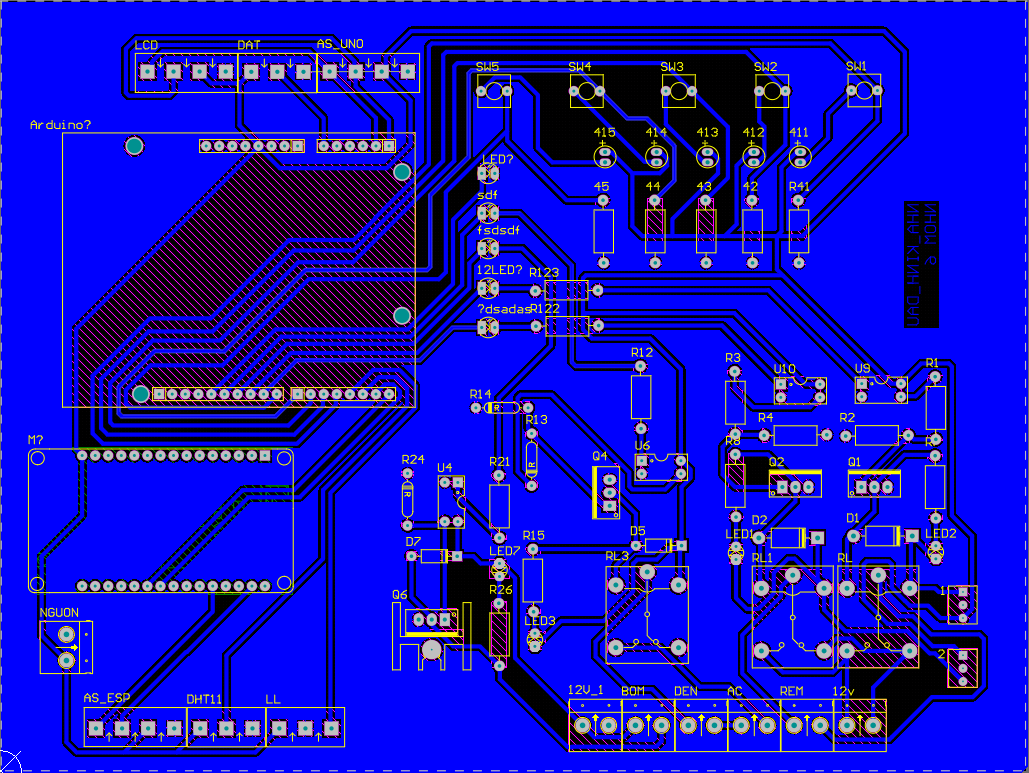 LCD DAT AS_UNO
SW5 SW4 SW3 SW2 SW1
Arduino?
415 414 413 412 411
+ + + + +
LED?
45 44 43 42 R41
sdf
NHA_KINH_DAU
NHOM
fsdsdf
12LED? R123
?dsadas R122
R12 R3 U10 U9 R1
R14 R
R13 R4 R2
R
M? R8
U6
R24 U4 R21 Q4 Q2 Q1
R
D5 D2 D1
D7 R15 LED1 LED2
LED7 RL3 RL1 RL
Q6 R26 1
NGUON LED3
2
AS_ESP DHT11 LL 12V_1 BOM DEN AC REM 12v